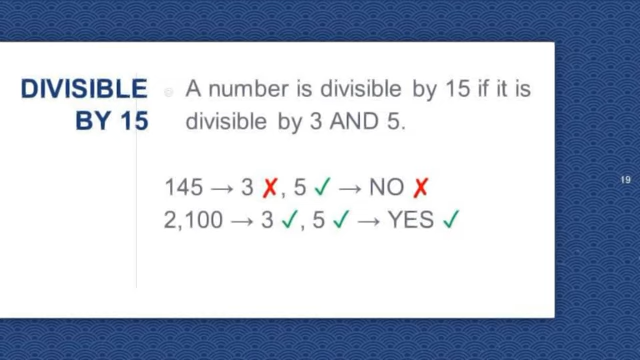 DIVISIBLE
BY 15
A number is divisible by 15 if it is
divisible by 3 AND 5.
145 → 3 ✗, 5 ✓ → NO ✗
2,100 → 3 ✓, 5 ✓ → YES ✓
19